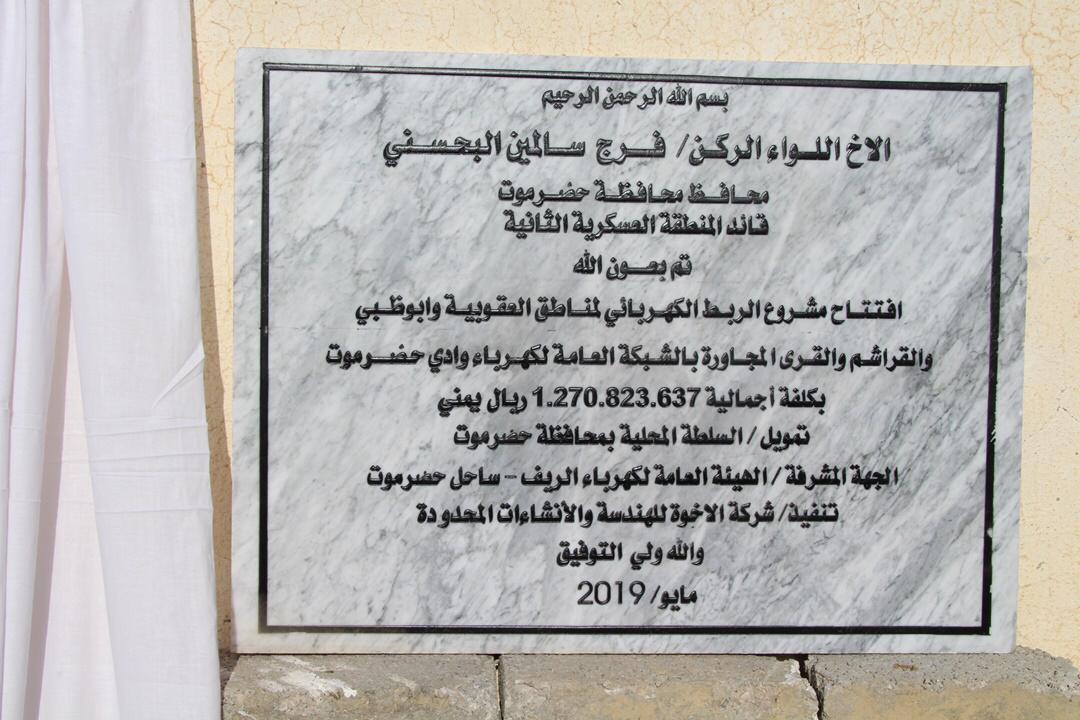 بسم الله الرحمن الرحيم
الاخ اللواء الركن/ فرج سالمين البحسني
محافظ محافظة حضرموت
قائد المنطقة العسكرية الثانية
تم بعون الله
افتتاح مشروع الربط الكهربائي لمناطق العقوبية وابوظبي
والقراشم والقرى المجاورة بالشبكة العامة لكهرباء وادي حضرموت
بكلفة أجمالية 1.270.823.637 ريال يمني
تمويل / السلطة المحلية بمحافظة حضرموت
الجهة المشرفة / الهيئة العامة لكهرباء الريف - ساحل حضرموت
تنفيذ/ شركة الاخوة للهندسة والأنشاءات المحدودة
والله ولي التوفيق
مايو/ 2019